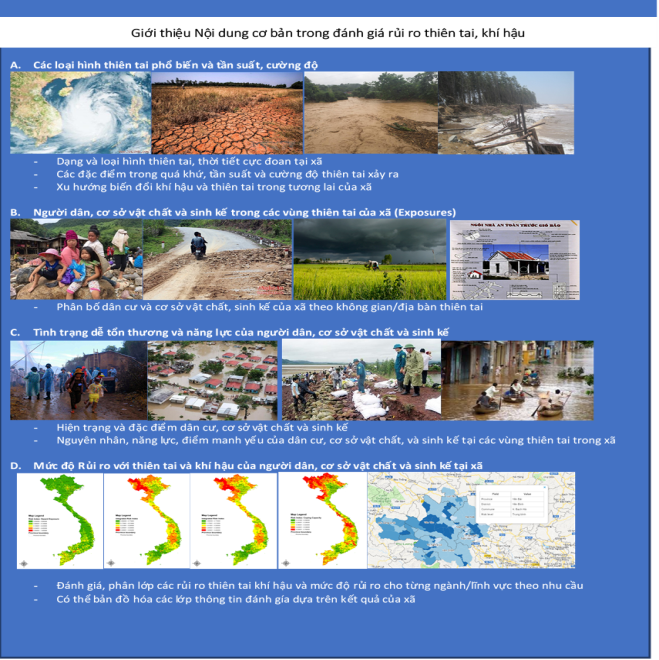 Giới thiệu Nội dung cơ bản trong đánh giá rủi ro thiên tai, khí hậu
A. Các loại hình thiên tai phổ biến và tần suất, cường độ
- Dạng và loại hình thiên tai, thời tiết cực đoan tại xã
- Các đặc điểm trong quá khứ, tần suất và cường độ thiên tai xảy ra
- Xu hướng biến đổi khí hậu và thiên tai trong tương lai của xã
B. Người dân, cơ sở vật chất và sinh kế trong các vùng thiên tai của xã (Exposures)
NGÔI NHÀ AN TOÀN TRƯỚC GIÓ BÃO
- Phân bố dân cư và cơ sở vật chất, sinh kế của xã theo không gian/địa bàn thiên tai
C. Tình trạng dễ tổn thương và năng lực của người dân, cơ sở vật chất và sinh kế
- Hiện trạng và đặc điểm dân cư, cơ sở vật chất và sinh kế
- Nguyên nhân, năng lực, điểm mạnh yếu của dân cư, cơ sở vật chất, và sinh kế tại các vùng thiên tai trong xã
D. Mức độ Rủi ro với thiên tai và khí hậu của người dân, cơ sở vật chất và sinh kế tại xã
Map Legend
Map Legend
Map Legend
Map Legend
- Đánh giá, phân lớp các rủi ro thiên tai khí hậu và mức độ rủi ro cho từng ngành/lĩnh vực theo nhu cầu
- Có thể bản đồ hóa các lớp thông tin đánh gía dựa trên kết quả của xã